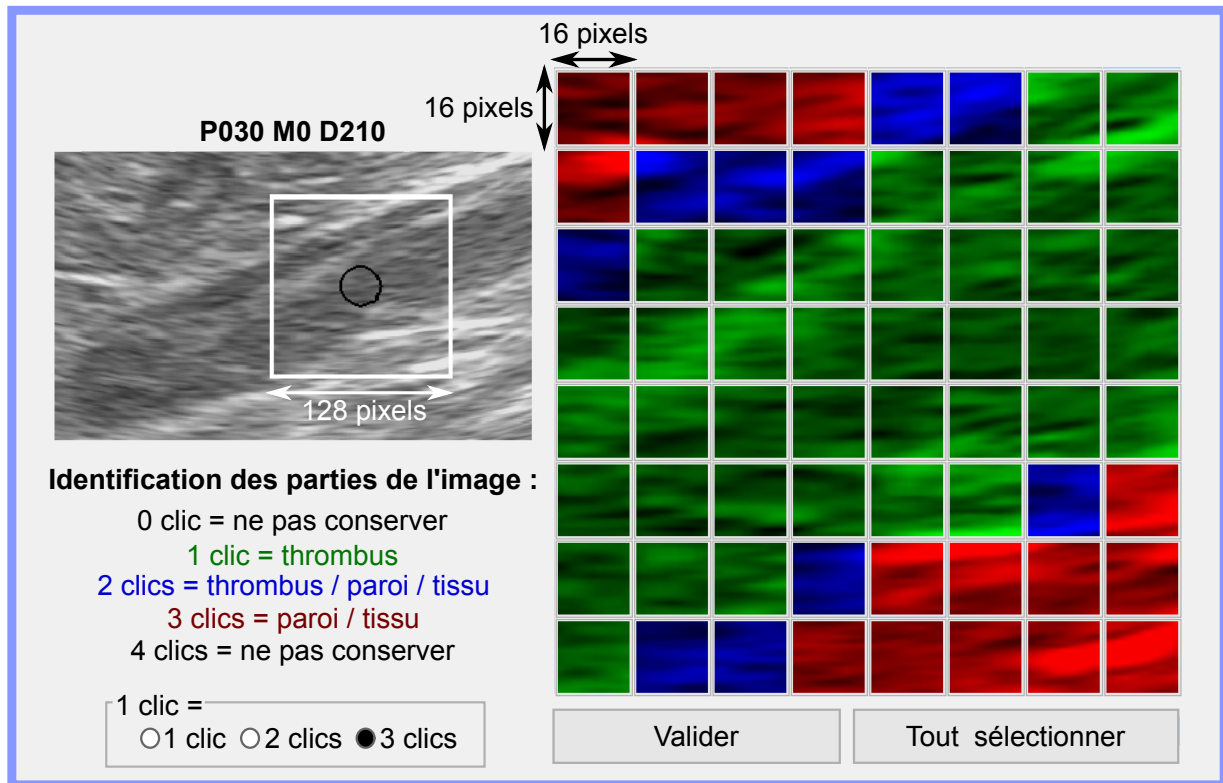 16 pixels
16 pixels
P030 M0 D210
128 pixels
Identification des parties de l'image :
0 clic = ne pas conserver
1 clic = thrombus
2 clics = thrombus / paroi / tissu
3 clics = paroi / tissu
4 clics = ne pas conserver
1 clic =
1 clic 2 clics 3 clics
Valider
Tout sélectionner